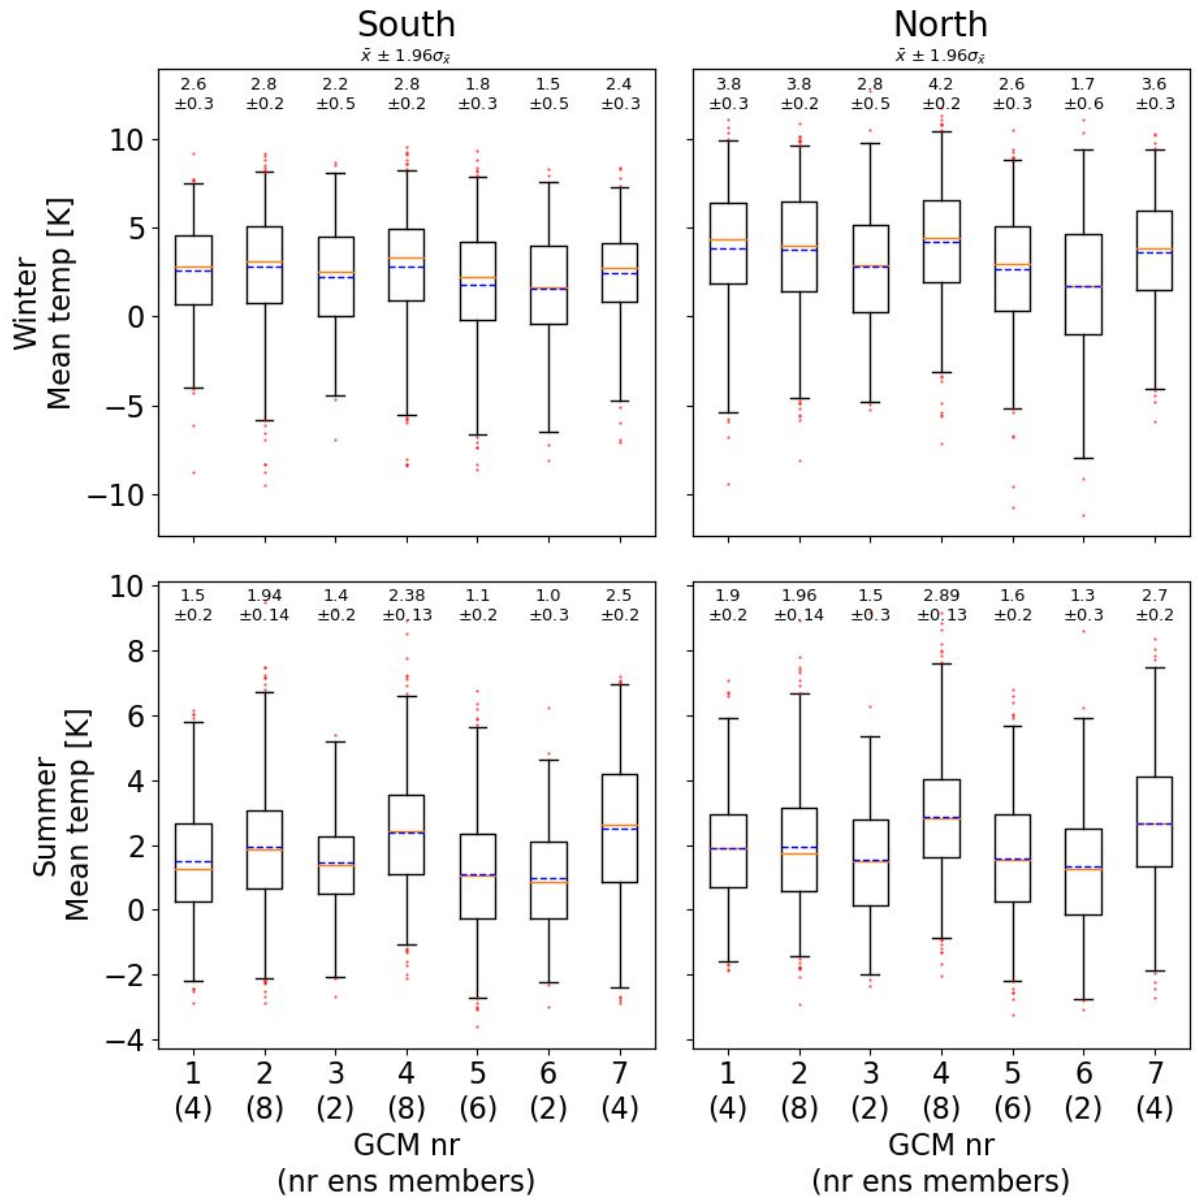 South North
x̄ ± 1.96σx̄ x̄ ± 1.96σx̄
2.6 2.8 2.2 2.8 1.8 1.5 2.4 3.8 3.8 2.8 4.2 2.6 1.7 3.6
±0.3 ±0.2 ±0.5 ±0.2 ±0.3 ±0.5 ±0.3 ±0.3 ±0.2 ±0.5 ±0.2 ±0.3 ±0.6 ±0.3
10
5
0
−5
−10
Winter
Mean temp [K]
1.5 1.94 1.4 2.38 1.1 1.0 2.5 1.9 1.96 1.5 2.89 1.6 1.3 2.7
±0.2 ±0.14 ±0.2 ±0.13 ±0.2 ±0.3 ±0.2 ±0.2 ±0.14 ±0.3 ±0.13 ±0.2 ±0.3 ±0.2
10
8
6
4
2
0
−2
−4
Summer
Mean temp [K]
1 2 3 4 5 6 7 1 2 3 4 5 6 7
(4) (8) (2) (8) (6) (2) (4) (4) (8) (2) (8) (6) (2) (4)
GCM nr GCM nr
(nr ens members) (nr ens members)